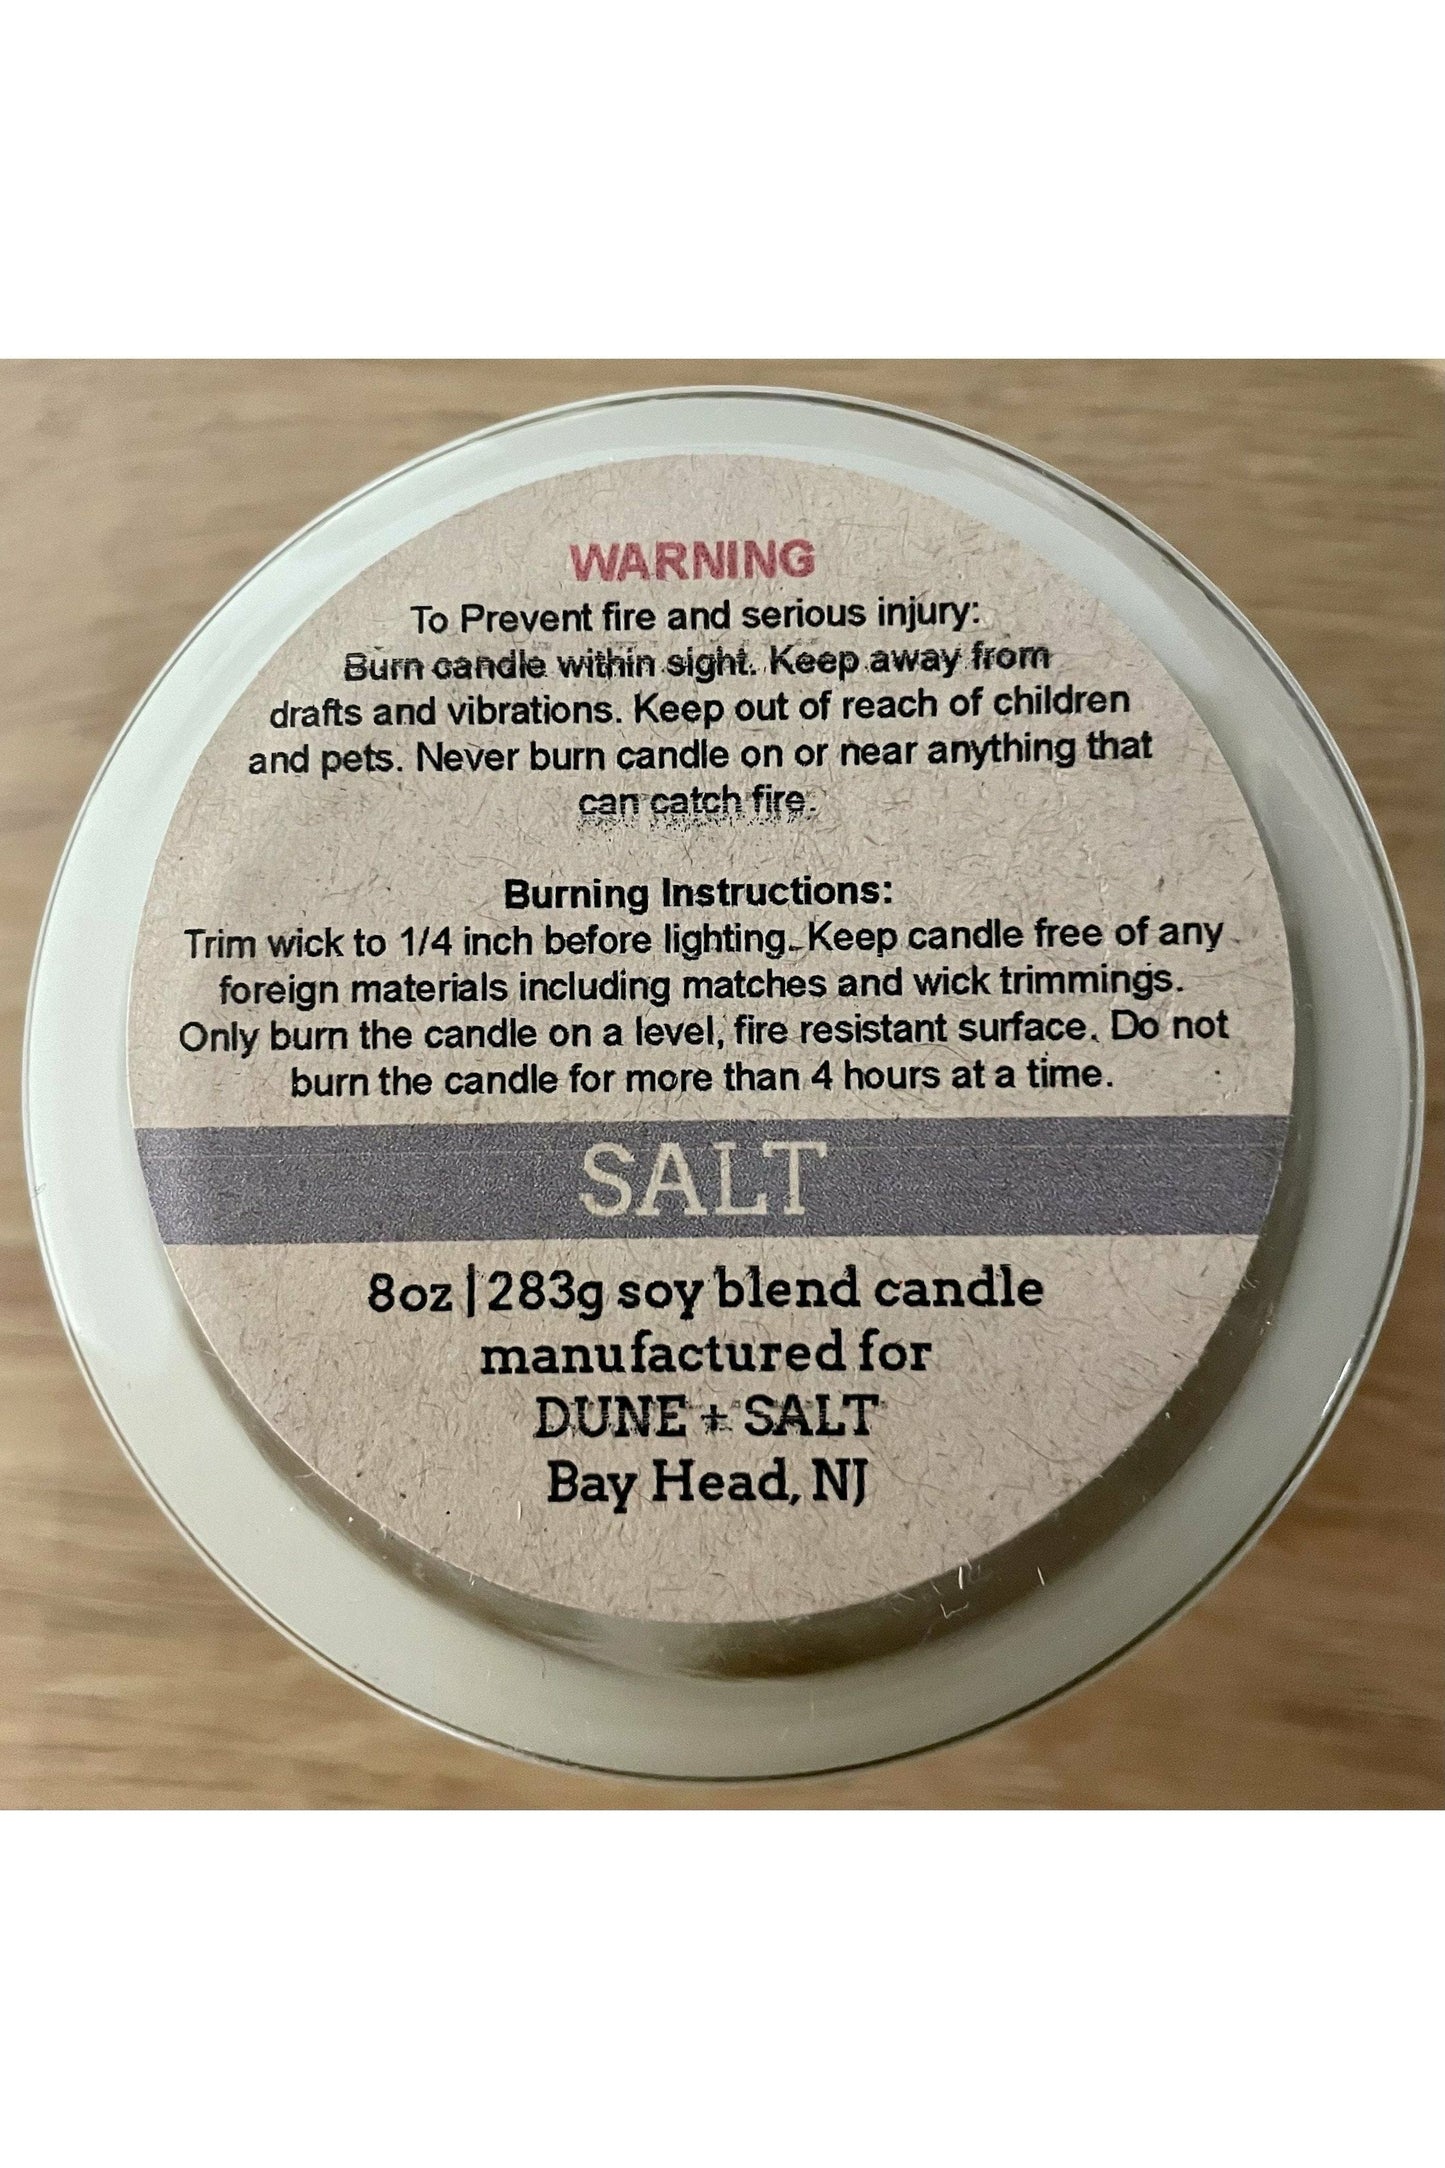 WARNING
To Prevent fire and serious injury:
Burn candle within sight. Keep away from
drafts and vibrations. Keep out of reach of children
and pets. Never burn candle on or near anything that
can catch fire.
Burning Instructions:
Trim wick to 1/4 inch before lighting. Keep candle free of any
foreign materials including matches and wick trimmings.
Only burn the candle on a level, fire resistant surface. Do not
burn the candle for more than 4 hours at a time.
SALT
8oz | 283g soy blend candle
manufactured for
DUNE + SALT
Bay Head, NJ